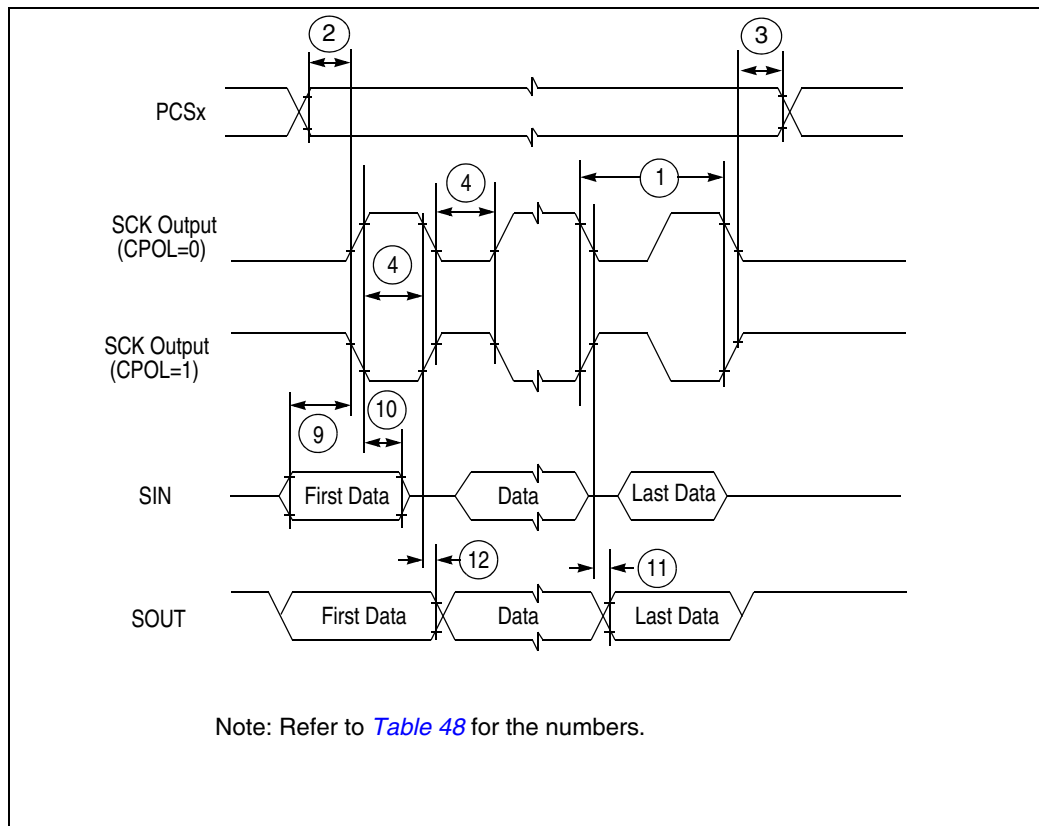 2
3
PCSx
4
1
SCK Output
(CPOL=0)
4
SCK Output
(CPOL=1)
9
10
SIN
First Data
Data
Last Data
12
11
SOUT
First Data
Data
Last Data
Note: Refer to Table 48 for the numbers.